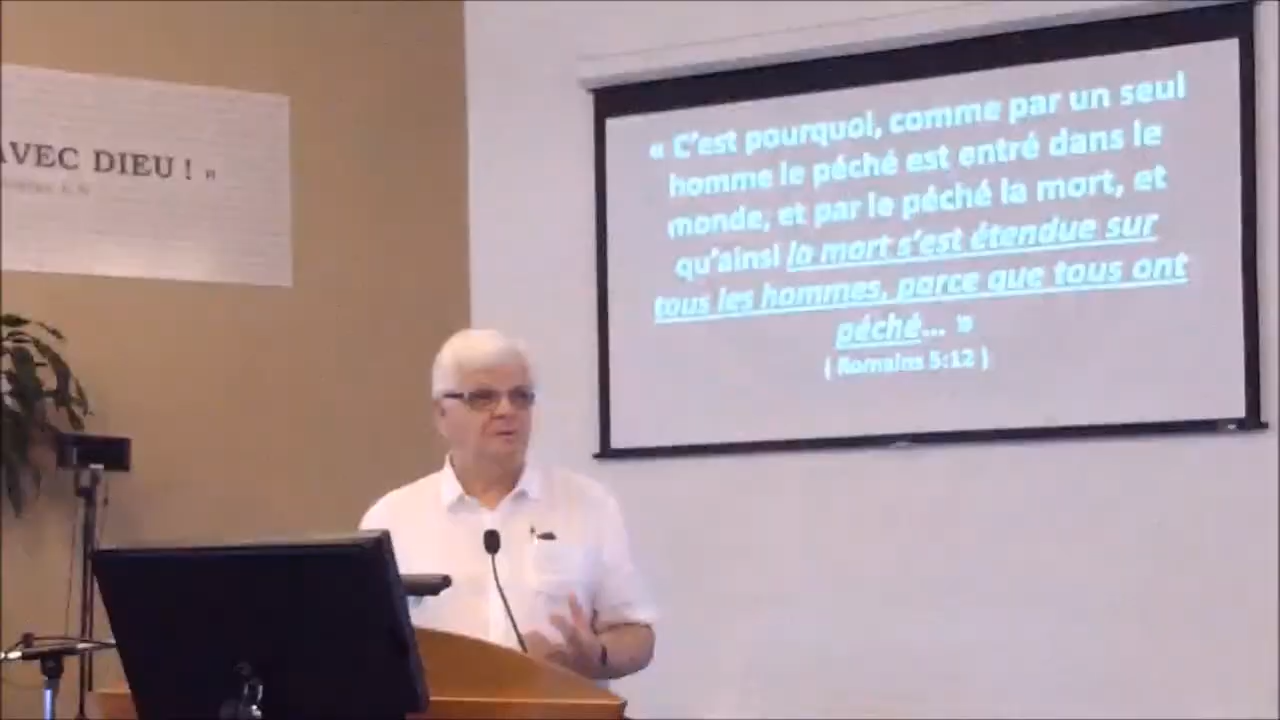 AVEC DIEU ! »
« C'est pourquoi, comme par un seul
homme le péché est entré dans le
monde, et par le péché la mort, et
qu'ainsi la mort s'est étendue sur
tous les hommes, parce que tous ont
péché... »
( Romains 5:12 )